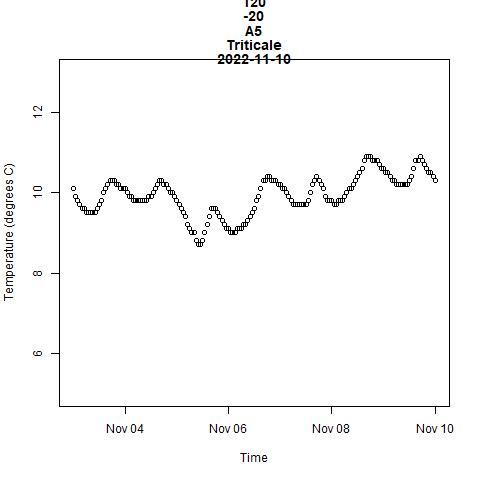 120
-20
A5
Triticale
2022-11-10
12
10
8
6
Temperature (degrees C)
Nov 04
Nov 06
Nov 08
Nov 10
Time